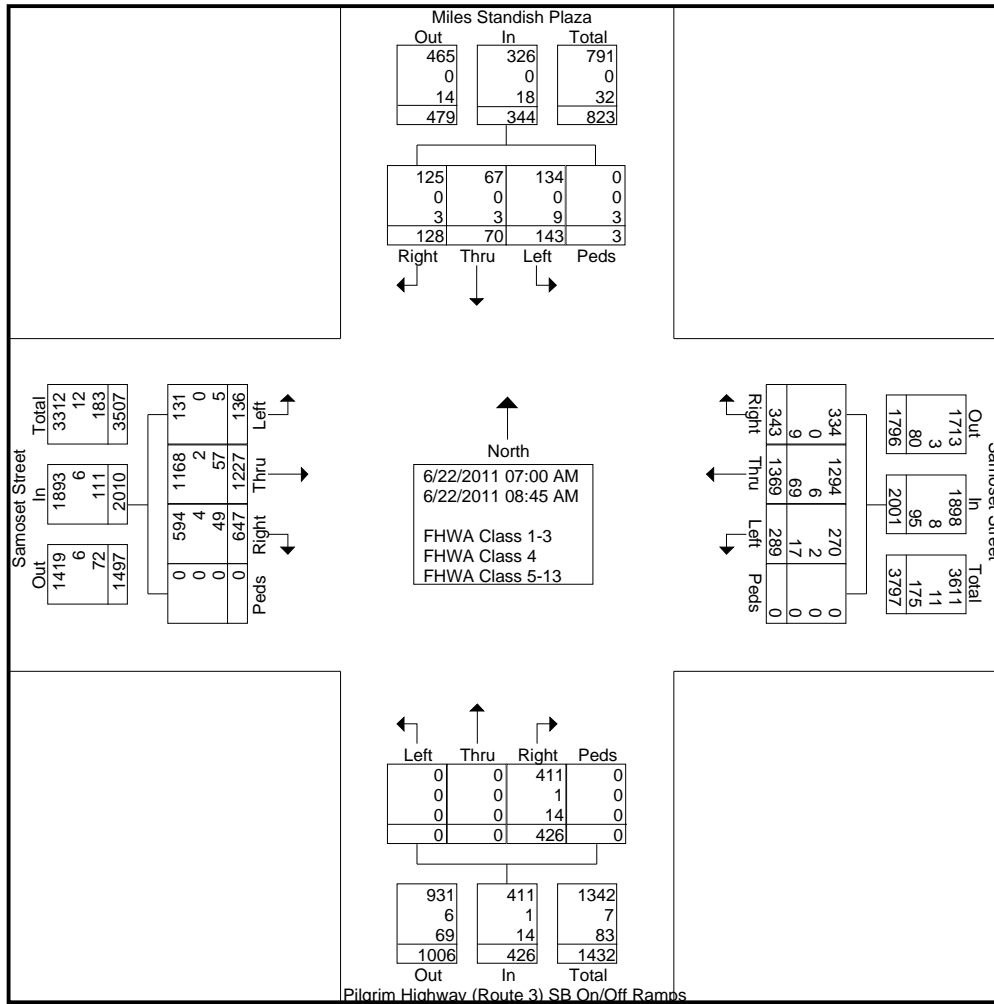 Miles Standish Plaza
Out In Total
465 326 791
0 0 0
14 18 32
479 344 823
125 67 134 0
0 0 0 0
3 3 9 3
128 70 143 3
Right Thru Left Peds
Samoset Street
Total In Out
3312 1893 1419
12 6 6
183 111 72
3507 2010 1497
131 1168 594 0
0 2 4 0
5 57 49 0
136 1227 647 0
Left Thru Right Peds
North
6/22/2011 07:00 AM
6/22/2011 08:45 AM
FHWA Class 1-3
FHWA Class 4
FHWA Class 5-13
Right Thru Left Peds
334 1294 270 0
0 6 2 0
9 69 17 0
343 1369 289 0
Out In Total
1713 1898 3611
3 8 11
80 95 175
1796 2001 3797
Samoset Street
Left Thru Right Peds
0 0 411 0
0 0 1 0
0 0 14 0
0 0 426 0
931 411 1342
6 1 7
69 14 83
1006 426 1432
Out In Total
Pilgrim Highway (Route 3) SB On/Off Ramps